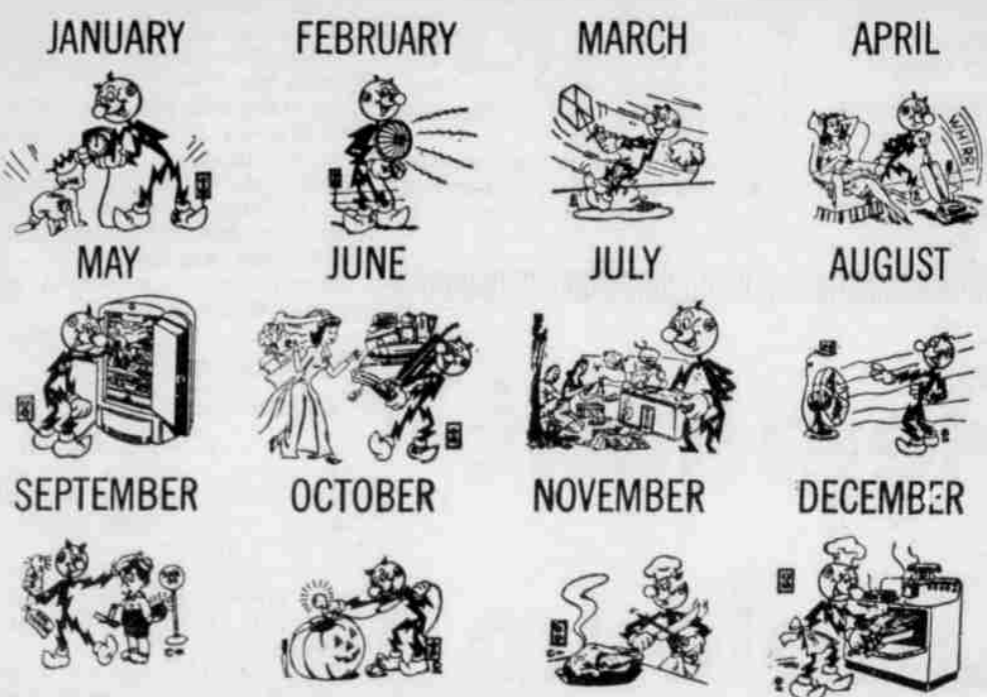 JANUARY FEBRUARY MARCH APRIL
WHIRR
MAY JUNE JULY AUGUST
SEPTEMBER OCTOBER NOVEMBER DECEMBER